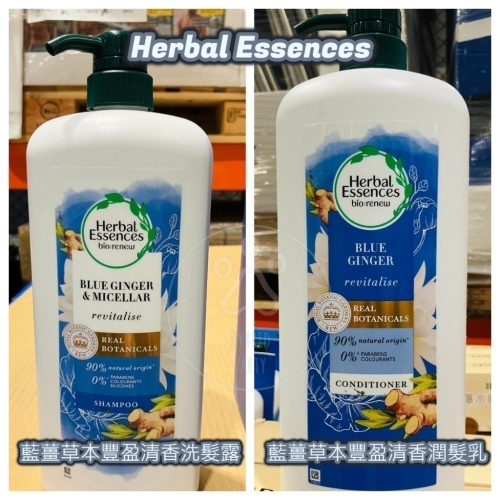 Herbal Essences
Herbal
Essences
bio:renew
BLUE GINGER
& MICELLAR
revitalise
REAL
BOTANICALS
90% natural origin*
0% PARABENS
COLOURANTS
SILICONES
SHAMPOO
藍薑草本豐盈清香洗髮露
Herbal
Essences
bio:renew
BLUE
GINGER
revitalise
REAL
BOTANICALS
90% natural origin*
0% PARABENS
COLOURANTS
CONDITIONER
藍薑草本豐盈清香潤髮乳